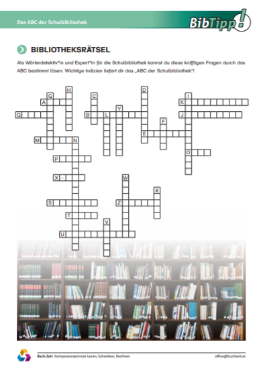 Das ABC der Schulbibliothek
BibTipp!
BIBLIOTHEKSRÄTSEL
Als Wörterdetektiv*in und Expert*in für die Schulbibliothek kannst du diese kniffligen Fragen durch das
ABC bestimmt lösen. Wichtige Indizien liefert dir das „ABC der Schulbibliothek“!
H
G C D I
A K
Y
Q B L J
F
E
M N
O
P
X W
R
S Z
T
V
U
Buch.Zeit - Kompetenzzentrum Lesen, Schreiben, Rechnen
office@buchzeit.at